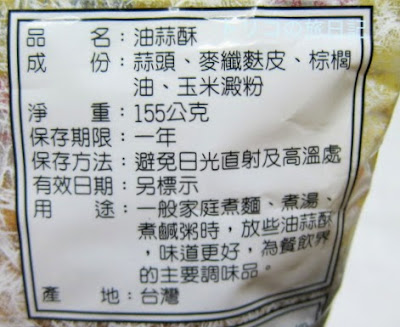 品　　名：油蒜酥
成　　份：蒜頭、麥纖麩皮、棕櫚
油、玉米澱粉
淨　　重：155公克
保存期限：一年
保存方法：避免日光直射及高溫處
有效日期：另標示
用　　途：一般家庭煮麵、煮湯、
煮鹹粥時，放些油蒜酥
，味道更好，為餐飲界
的主要調味品。
產　　地：台灣